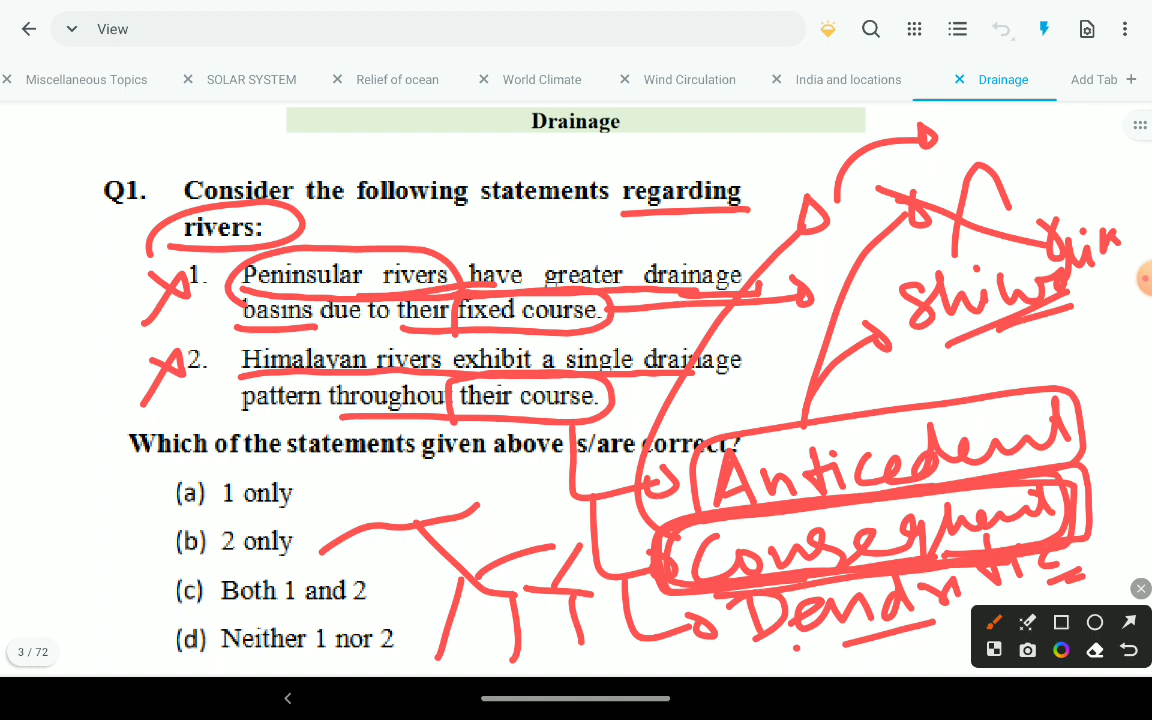 View
Miscellaneous Topics
SOLAR SYSTEM
Relief of ocean
World Climate
Wind Circulation
India and locations
Drainage
Add Tab +
Drainage
Q1. Consider the following statements regarding
rivers:
1. Peninsular rivers have greater drainage
basins due to their fixed course.
2. Himalayan rivers exhibit a single drainage
pattern throughout their course.
Which of the statements given above is/are correct?
(a) 1 only
(b) 2 only
(c) Both 1 and 2
(d) Neither 1 nor 2
Anticedent
Consequent
Dendritic
3 / 72